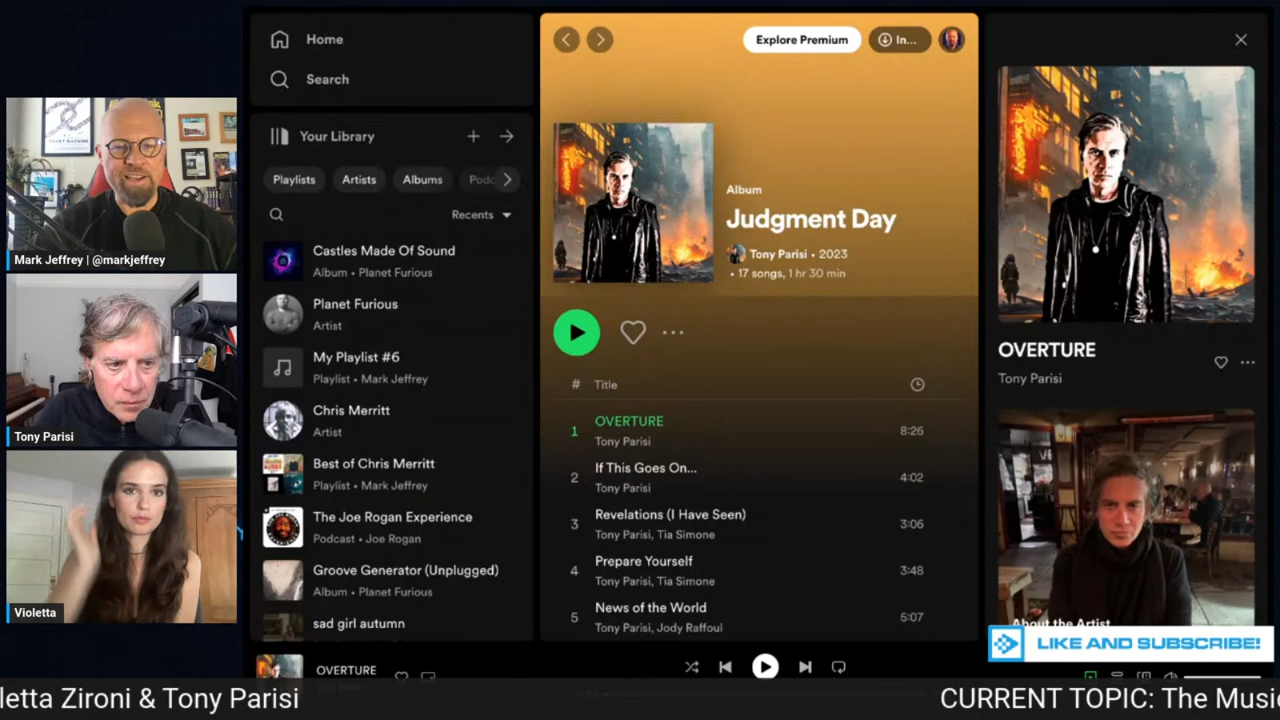 Mark Jeffrey | @markjeffrey
Tony Parisi
Violetta
Home
Search
Your Library
Playlists
Artists
Albums
Recents
Castles Made Of Sound
Album • Planet Furious
Planet Furious
Artist
My Playlist #6
Playlist • Mark Jeffrey
Chris Merritt
Artist
Best of Chris Merritt
Playlist • Mark Jeffrey
The Joe Rogan Experience
Podcast • Joe Rogan
Groove Generator (Unplugged)
Album • Planet Furious
sad girl autumn
OVERTURE
Explore Premium
In...
Album
Judgment Day
Tony Parisi • 2023
• 17 songs, 1 hr 30 min
# Title
1 OVERTURE 8:26
Tony Parisi
2 If This Goes On... 4:02
Tony Parisi
3 Revelations (I Have Seen) 3:06
Tony Parisi, Tia Simone
4 Prepare Yourself 3:48
Tony Parisi, Tia Simone
5 News of the World 5:07
Tony Parisi, Jody Raffoul
OVERTURE
Tony Parisi
About the Artist
LIKE AND SUBSCRIBE!
letta Zironi & Tony Parisi
CURRENT TOPIC: The Music